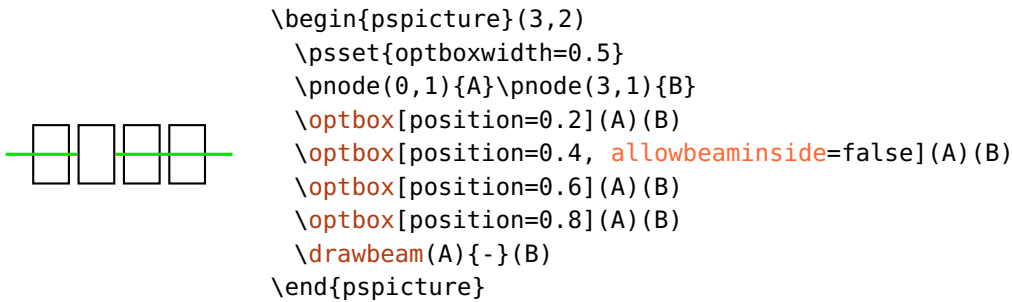 \begin{pspicture}(3,2)
  \psset{optboxwidth=0.5}
  \pnode(0,1){A}\pnode(3,1){B}
  \optbox[position=0.2](A)(B)
  \optbox[position=0.4, allowbeaminside=false](A)(B)
  \optbox[position=0.6](A)(B)
  \optbox[position=0.8](A)(B)
  \drawbeam(A){-}(B)
\end{pspicture}